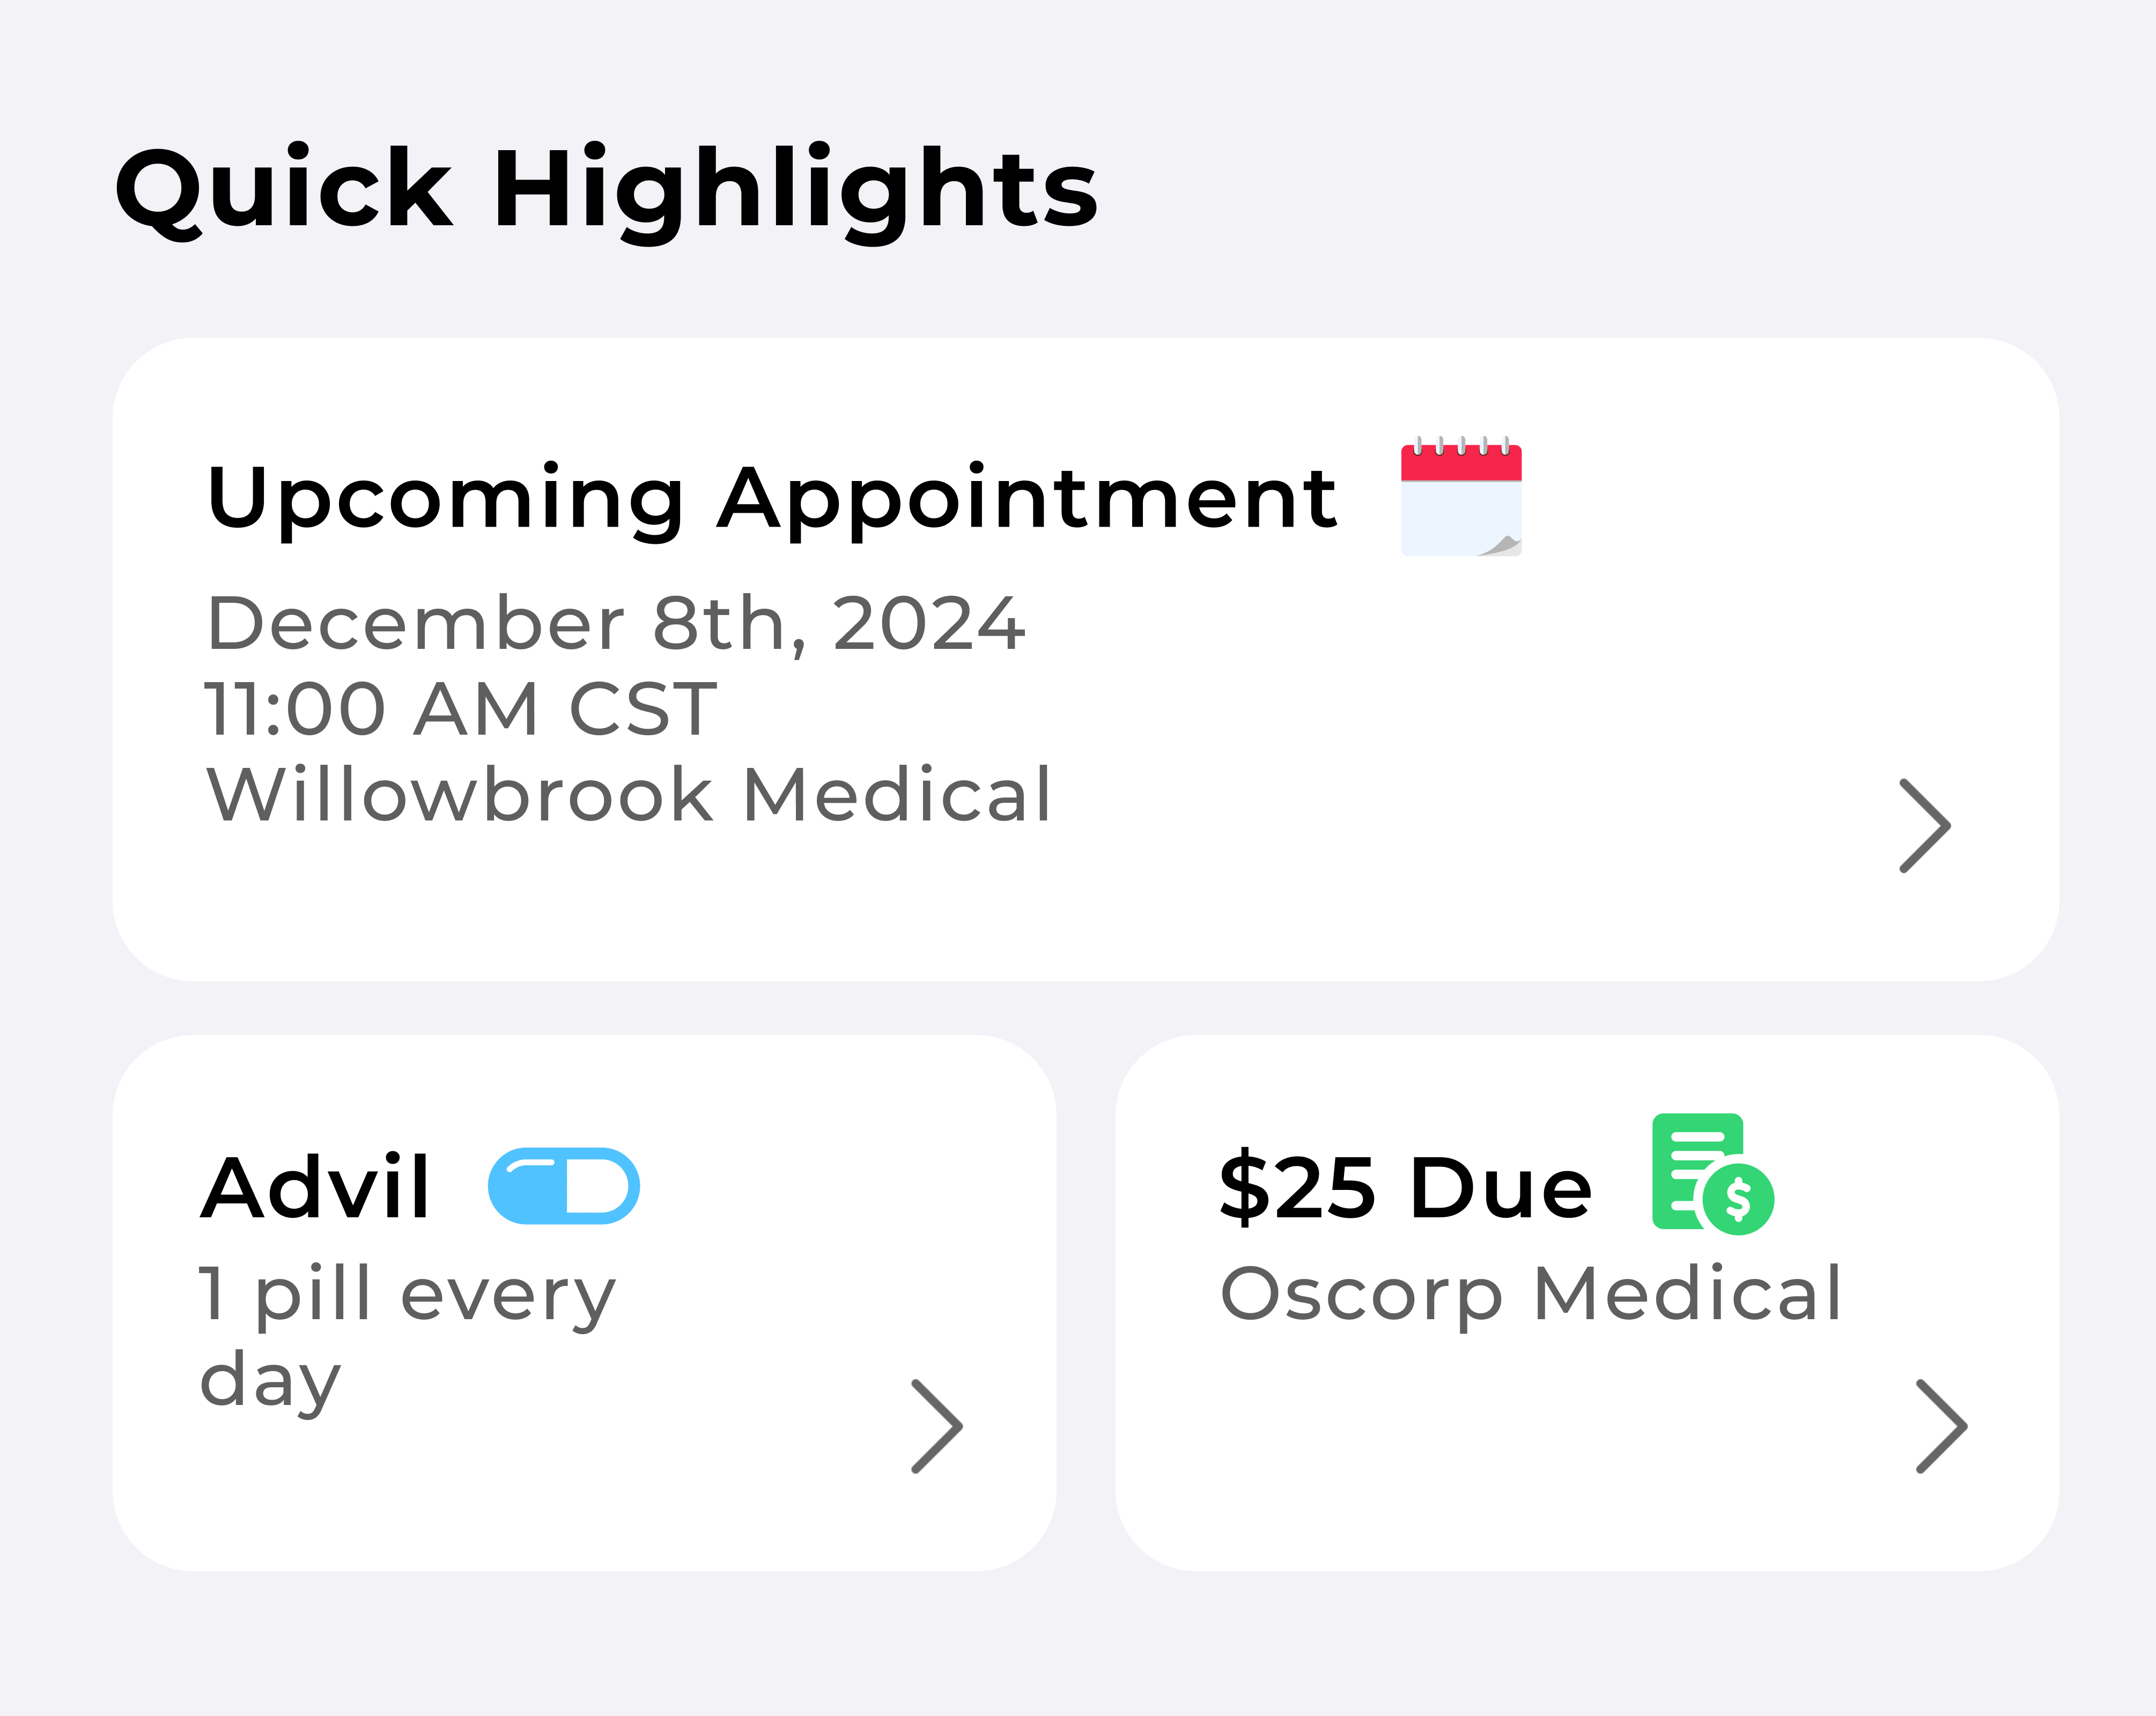 Quick Highlights
Upcoming Appointment
December 8th, 2024
11:00 AM CST
Willowbrook Medical
Advil
1 pill every
day
$25 Due
$
Oscorp Medical